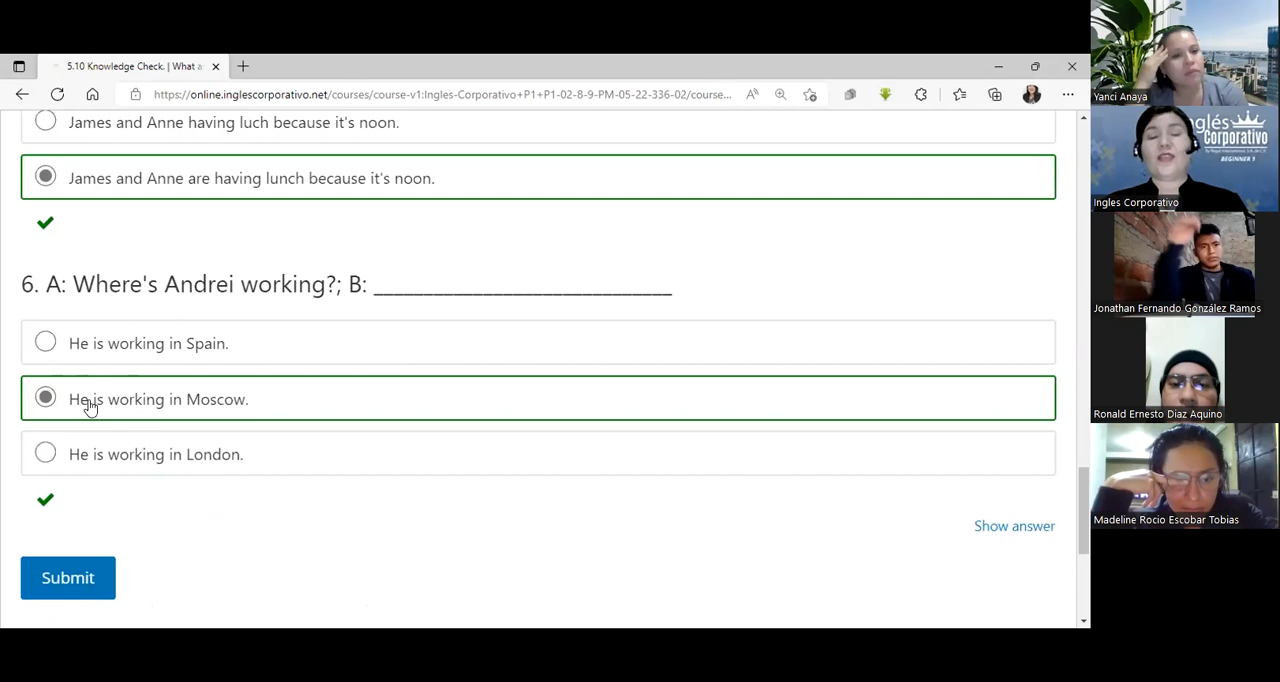 5.10 Knowledge Check. | What a
https://online.inglescorporativo.net/courses/course-v1:Ingles-Corporativo+P1+P1-02-8-9-PM-05-22-336-02/course...
James and Anne having luch because it's noon.
James and Anne are having lunch because it's noon.
6. A: Where's Andrei working?; B: ______________________________
He is working in Spain.
He is working in Moscow.
He is working in London.
Show answer
Submit
Yanci Anaya
nglés
Corporativo
BEGINNER 1
Ingles Corporativo
Jonathan Fernando González Ramos
Ronald Ernesto Diaz Aquino
Madeline Rocio Escobar Tobias